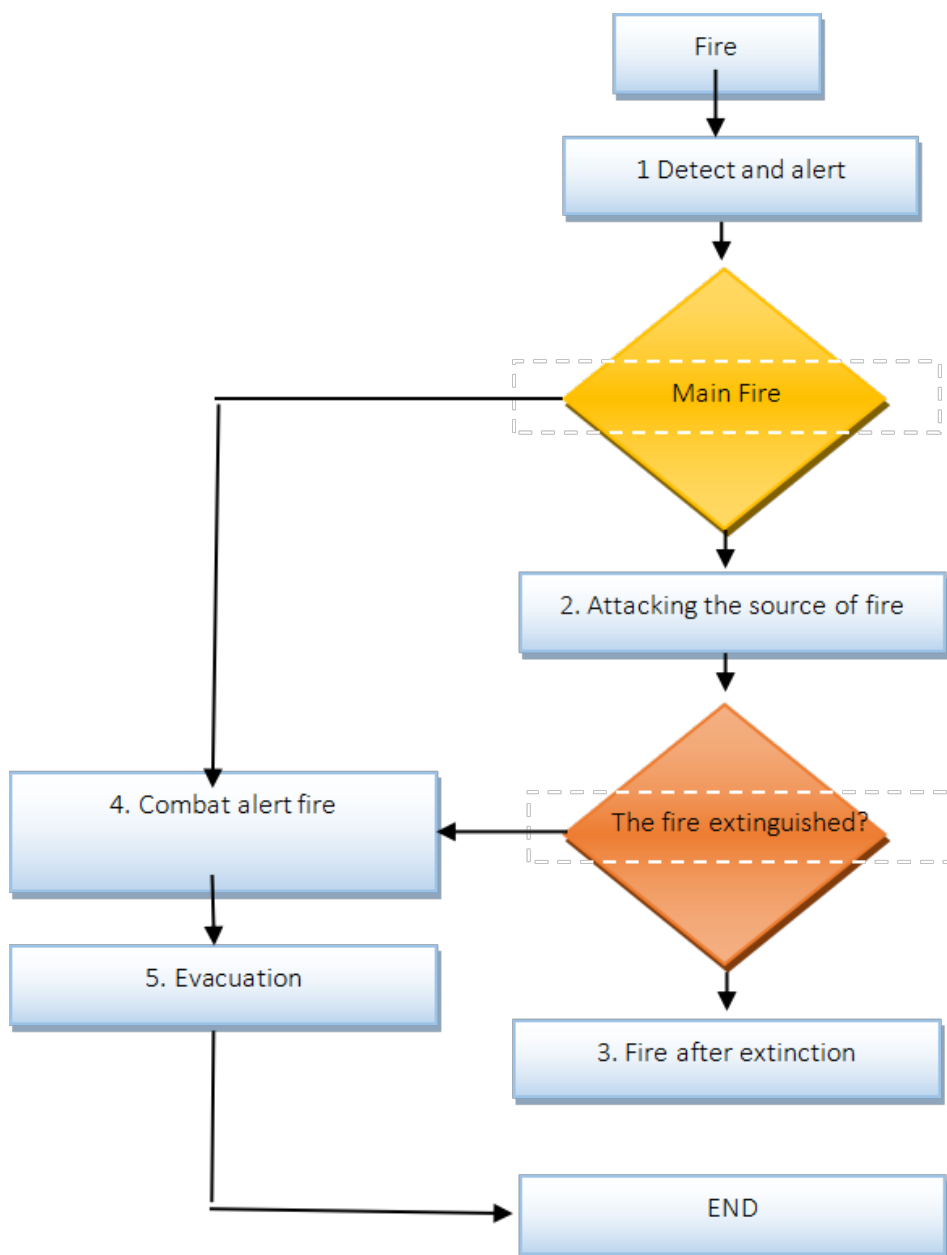 Fire
1 Detect and alert
Main Fire
2. Attacking the source of fire
The fire extinguished?
4. Combat alert fire
5. Evacuation
3. Fire after extinction
END